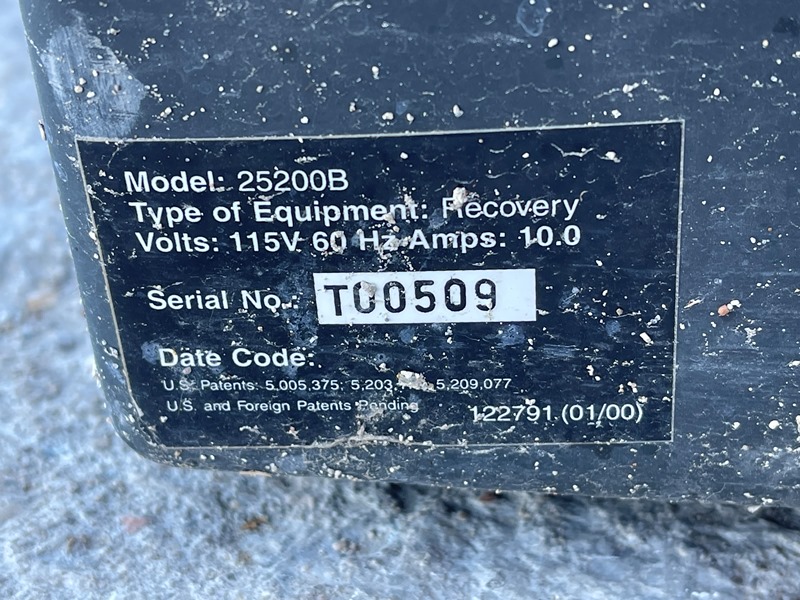 Model: 25200B
Type of Equipment: Recovery
Volts: 115V 60 Hz Amps: 10.0
Serial No.: T00509
Date Code:
U.S. Patents: 5,005,375; 5,203, 5,209,077
U.S. and Foreign Patents Pending
122791 (01/00)